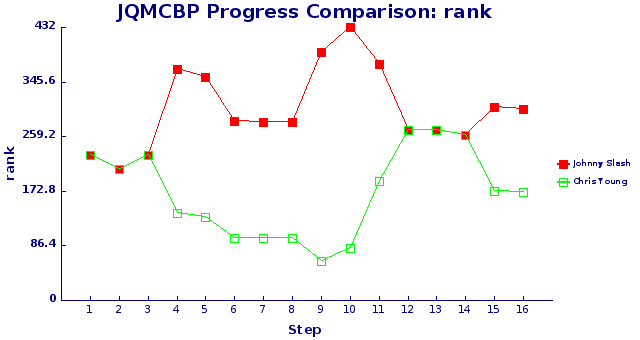 JQMCBP Progress Comparison: rank
432
345.6
259.2
172.8
86.4
0
rank
1 2 3 4 5 6 7 8 9 10 11 12 13 14 15 16
Step
Johnny Slash
Chris Young